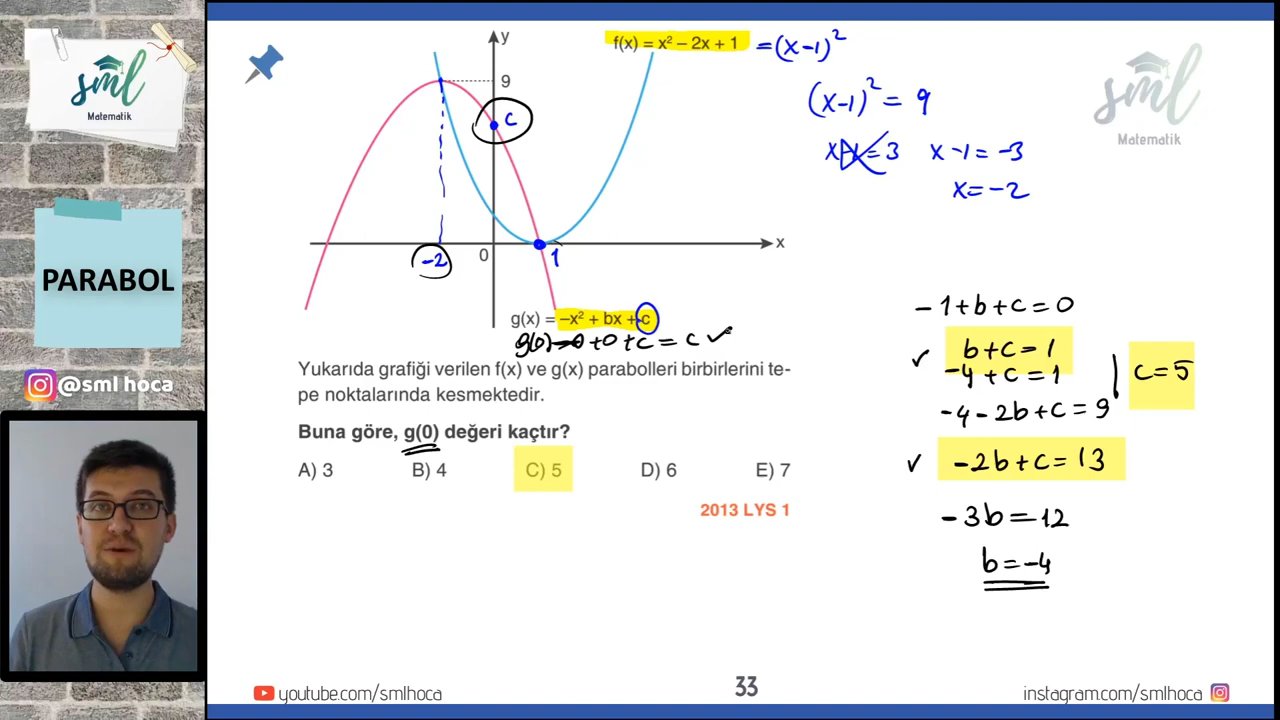 sml
Matematik
PARABOL
@sml hoca
y
f(x) = x² − 2x + 1 = (x−1)²
9
c
(x−1)² = 9
x−1=3 x−1=−3
x=−2
sml
Matematik
x
0
−2
1
g(x) = −x² + bx + c
g(0)=−0+0+c=c ✓
−1+b+c=0
✓ b+c=1
−4+c=1
c=5
−4−2b+c=9
✓ −2b+c=13
−3b=12
b=−4
Yukarıda grafiği verilen f(x) ve g(x) parabolleri birbirlerini te-
pe noktalarında kesmektedir.
Buna göre, g(0) değeri kaçtır?
A) 3 B) 4 C) 5 D) 6 E) 7
2013 LYS 1
youtube.com/smlhoca
33
instagram.com/smlhoca